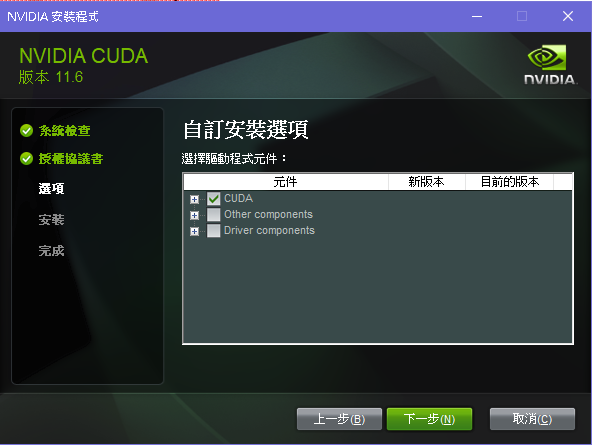 NVIDIA 安裝程式
NVIDIA CUDA
版本 11.6
NVIDIA.
系統檢查
授權協議書
選項
安裝
完成
自訂安裝選項
選擇驅動程式元件：
元件 新版本 目前的版本
CUDA
Other components
Driver components
上一步(B) 下一步(N) 取消(C)